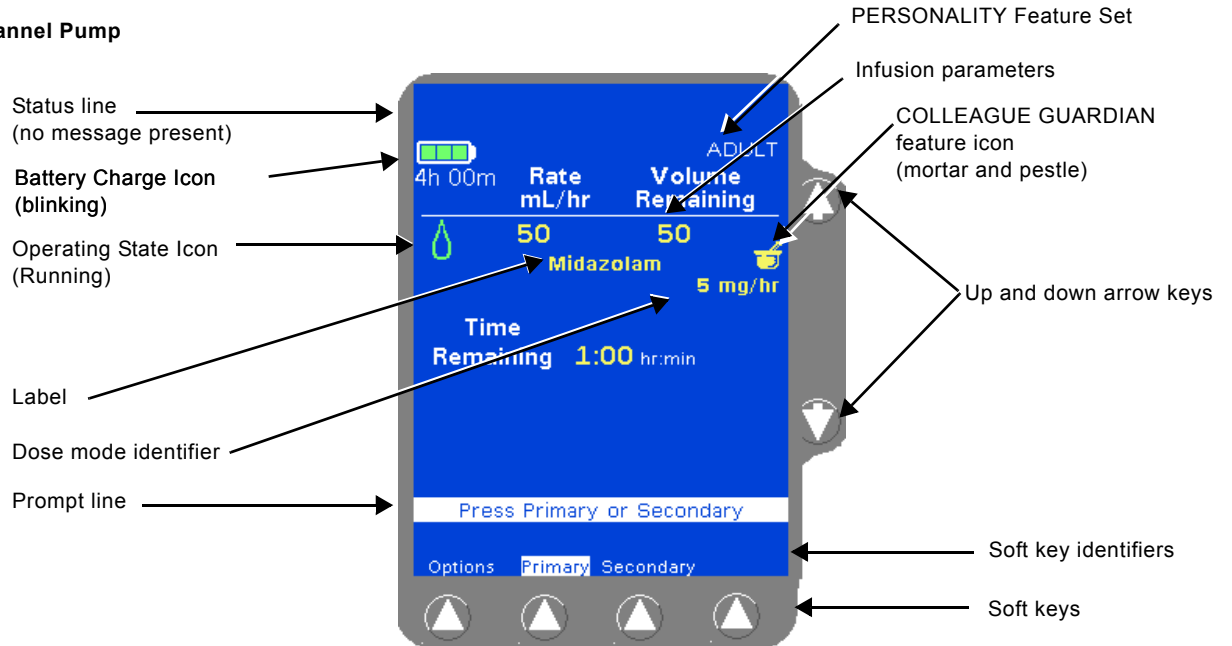 annel Pump
PERSONALITY Feature Set
Infusion parameters
Status line
(no message present)
COLLEAGUE GUARDIAN
feature icon
(mortar and pestle)
Battery Charge Icon
(blinking)
Operating State Icon
(Running)
ADULT
4h 00m
Rate
mL/hr
Volume
Remaining
50
50
Midazolam
5 mg/hr
Up and down arrow keys
Time
Remaining 1:00 hr:min
Label
Dose mode identifier
Prompt line
Press Primary or Secondary
Soft key identifiers
Options Primary Secondary
Soft keys